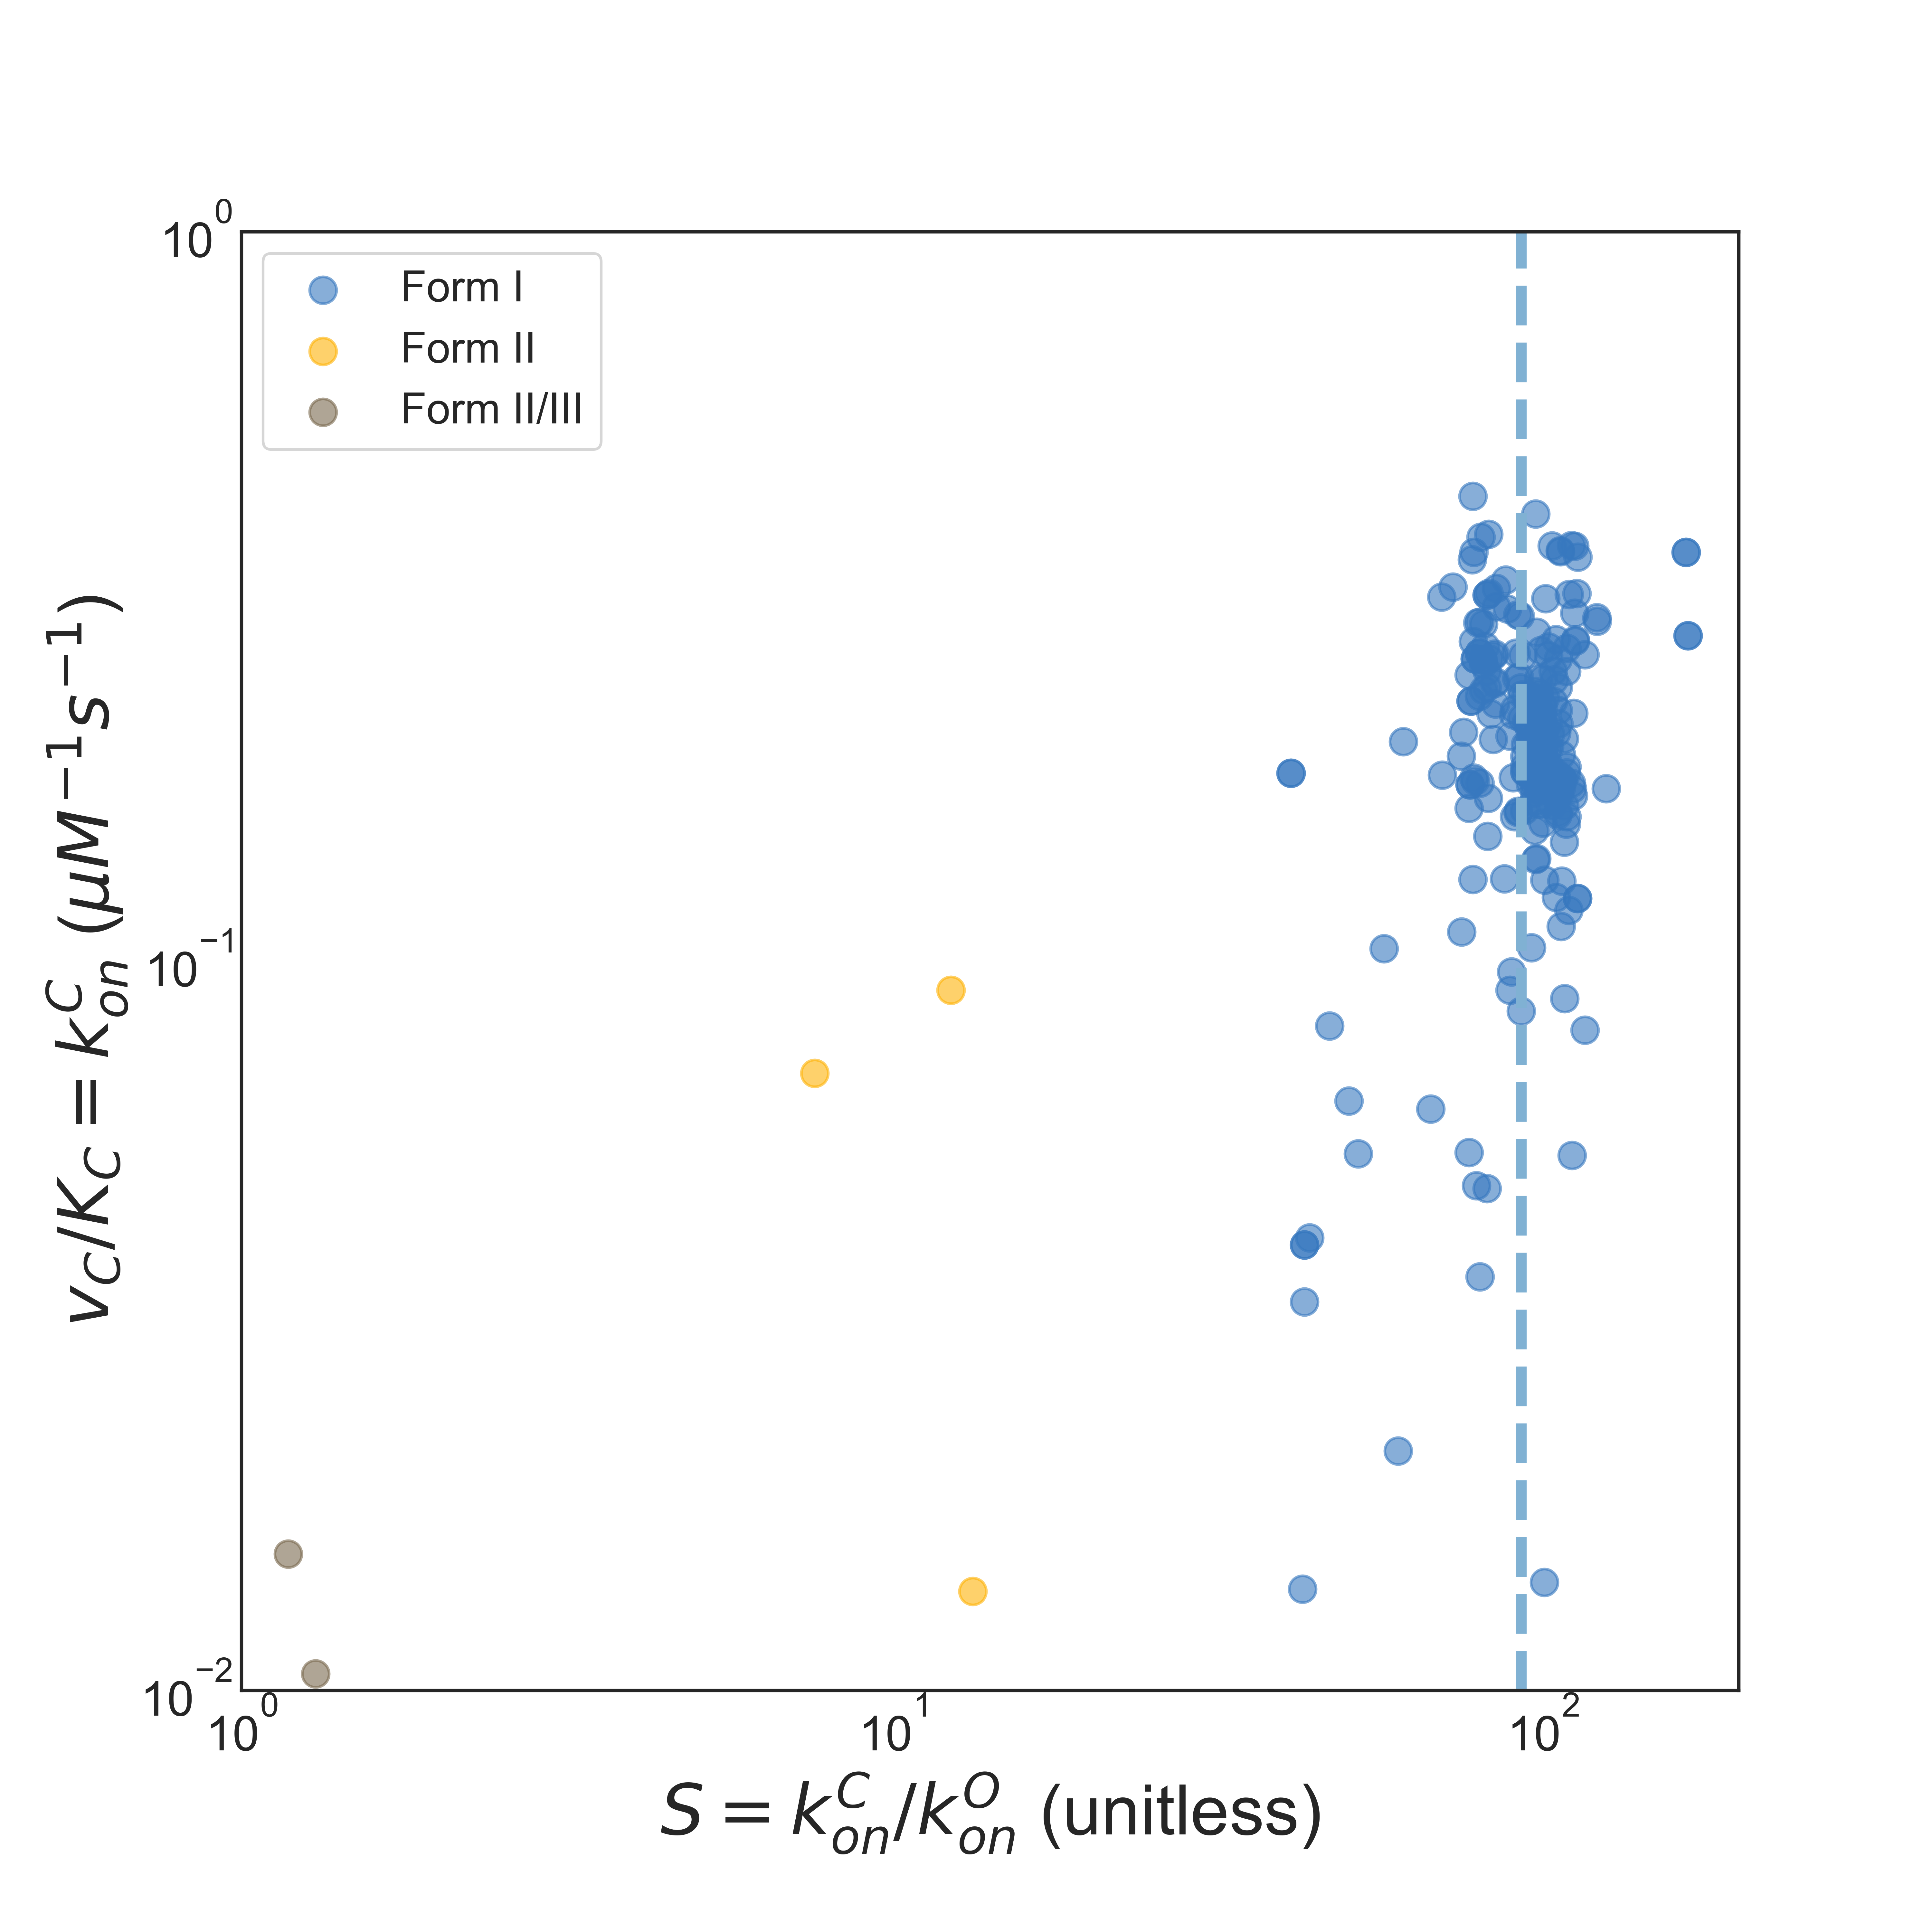 10⁰
Form I
Form II
Form II/III
v_C/K_C = k_on^C (μM⁻¹s⁻¹)
10⁻¹
10⁻²
10⁰ 10¹ 10²
S = k_on^C/k_on^O (unitless)